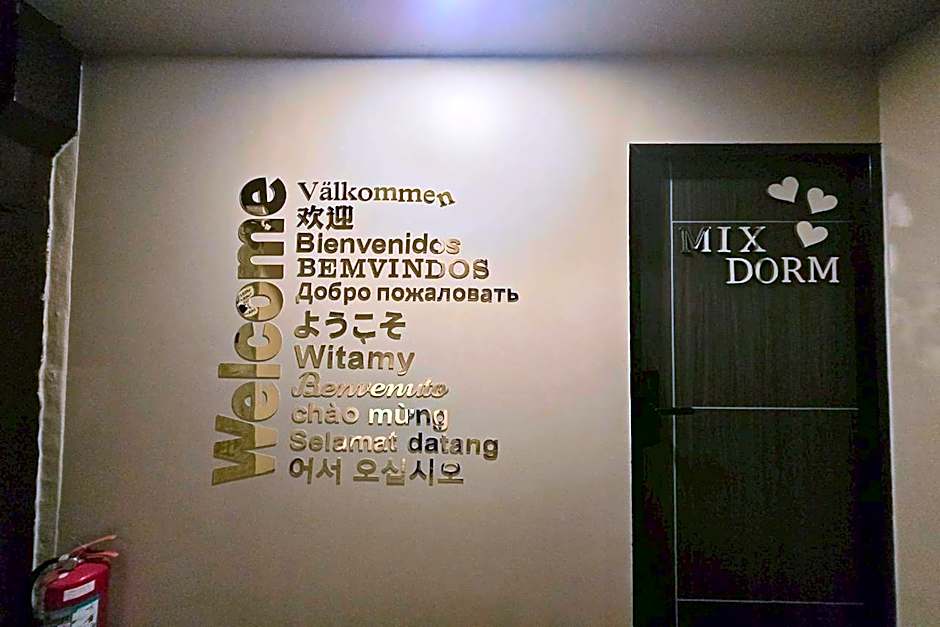 Welcome
Välkommen
欢迎
Bienvenidos
BEMVINDOS
Добро пожаловать
ようこそ
Witamy
Benvenuto
chào mừng
Selamat datang
어서 오십시오
MIX
DORM